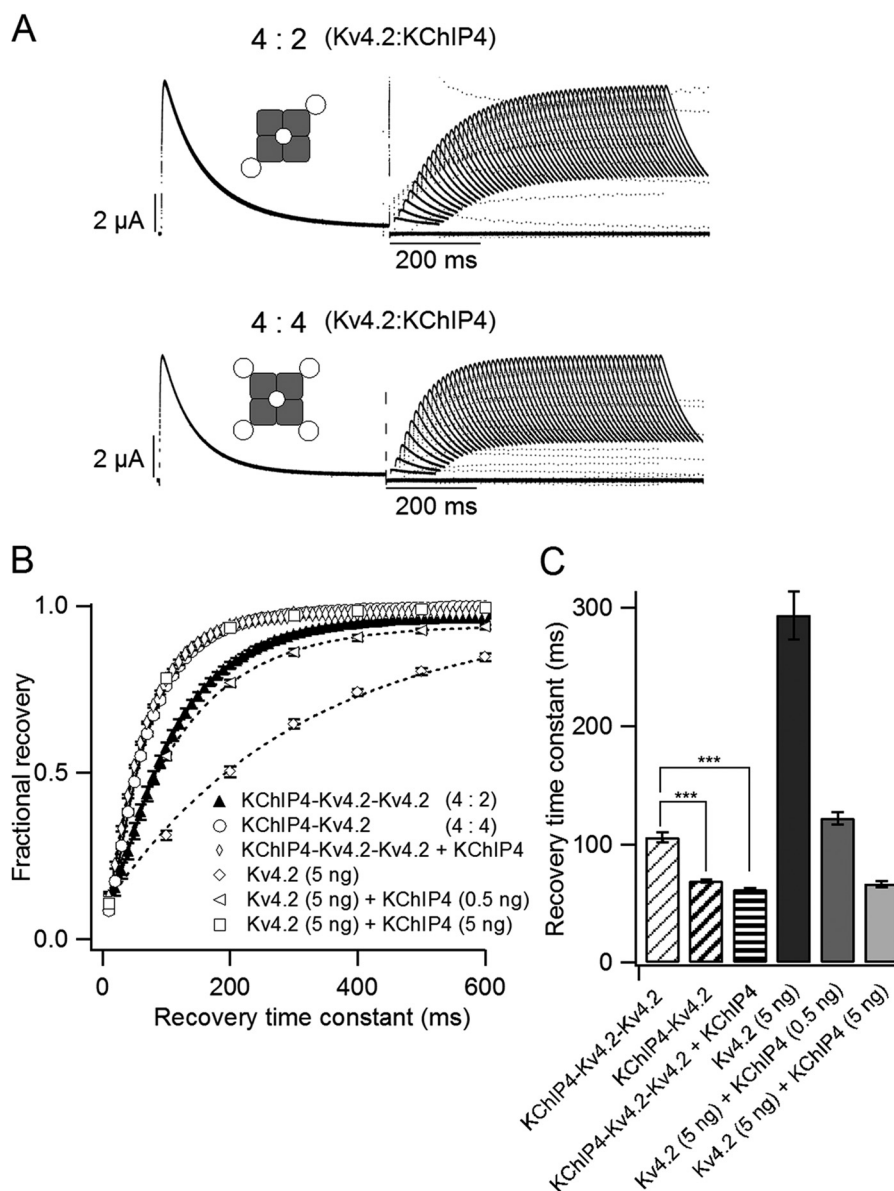 A
4 : 2 (Kv4.2:KChIP4)
2 µA
200 ms
4 : 4 (Kv4.2:KChIP4)
2 µA
200 ms
B
1.0
0.5
0.0
Fractional recovery
KChIP4-Kv4.2-Kv4.2 (4 : 2)
KChIP4-Kv4.2 (4 : 4)
KChIP4-Kv4.2-Kv4.2 + KChIP4
Kv4.2 (5 ng)
Kv4.2 (5 ng) + KChIP4 (0.5 ng)
Kv4.2 (5 ng) + KChIP4 (5 ng)
0 200 400 600
Recovery time constant (ms)
C
Recovery time constant (ms)
300
200
100
0
***
***
KChIP4-Kv4.2-Kv4.2
KChIP4-Kv4.2
KChIP4-Kv4.2-Kv4.2 + KChIP4
Kv4.2 (5 ng)
Kv4.2 (5 ng) + KChIP4 (0.5 ng)
Kv4.2 (5 ng) + KChIP4 (5 ng)